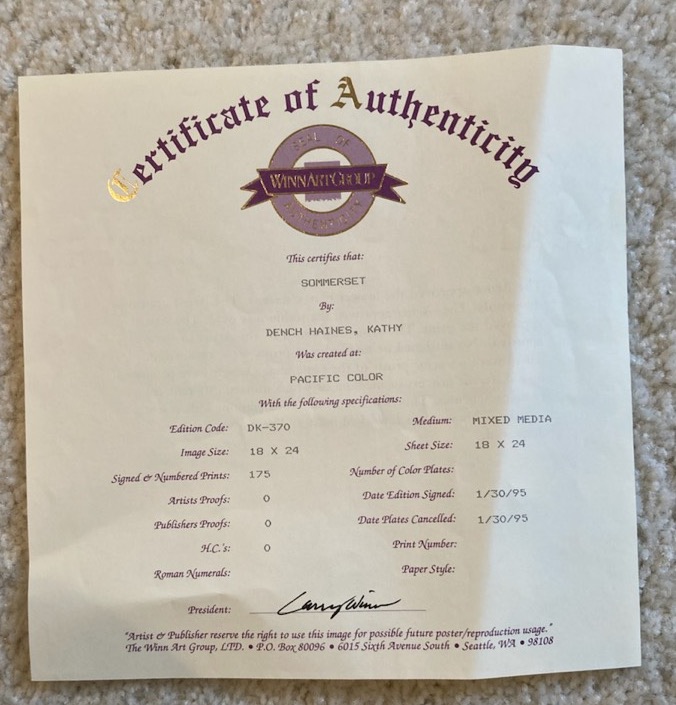 Certificate of Authenticity
SEAL OF
WINN ART GROUP
AUTHENTICITY
This certifies that:
SOMMERSET
By:
DENCH HAINES, KATHY
Was created at:
PACIFIC COLOR
With the following specifications:
Edition Code: DK-370 Medium: MIXED MEDIA
Image Size: 18 X 24 Sheet Size: 18 X 24
Signed & Numbered Prints: 175 Number of Color Plates:
Artists Proofs: 0 Date Edition Signed: 1/30/95
Publishers Proofs: 0 Date Plates Cancelled: 1/30/95
H.C.'s: 0 Print Number:
Roman Numerals: Paper Style:
President: Larry Winn
"Artist & Publisher reserve the right to use this image for possible future poster/reproduction usage."
The Winn Art Group, LTD. • P.O. Box 80096 • 6015 Sixth Avenue South • Seattle, WA • 98108